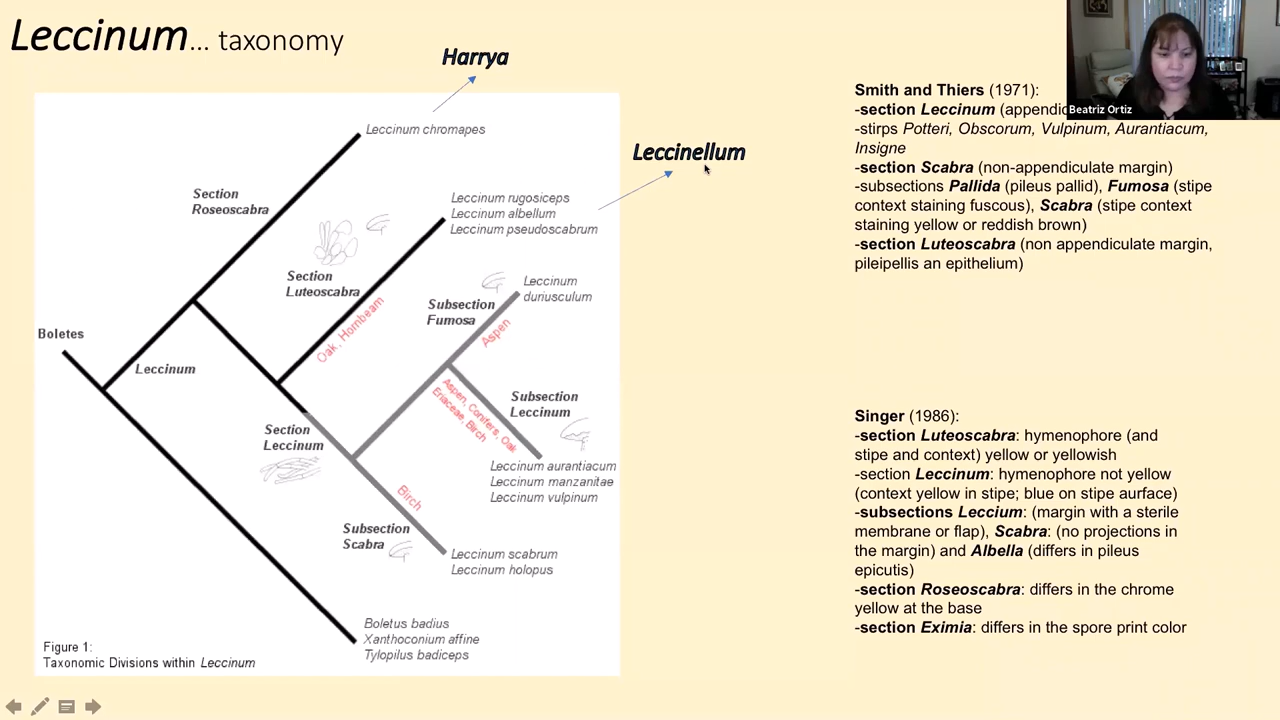 Leccinum... taxonomy
Harrya
Leccinellum
Leccinum chromapes
Section
Roseoscabra
Leccinum rugosiceps
Leccinum albellum
Leccinum pseudoscabrum
Section
Luteoscabra
Oak, Hornbeam
Leccinum
duriusculum
Subsection
Fumosa
Aspen
Boletes
Leccinum
Aspen, Conifers, Oak
Eriaceae, Birch
Subsection
Leccinum
Section
Leccinum
Leccinum aurantiacum
Leccinum manzanitae
Leccinum vulpinum
Birch
Subsection
Scabra
Leccinum scabrum
Leccinum holopus
Boletus badius
Xanthoconium affine
Tylopilus badiceps
Figure 1:
Taxonomic Divisions within Leccinum
Beatriz Ortiz
Smith and Thiers (1971):
-section Leccinum
-stirps Potteri, Obscorum, Vulpinum, Aurantiacum,
Insigne
-section Scabra (non-appendiculate margin)
-subsections Pallida (pileus pallid), Fumosa (stipe
context staining fuscous), Scabra (stipe context
staining yellow or reddish brown)
-section Luteoscabra (non appendiculate margin,
pileipellis an epithelium)
Singer (1986):
-section Luteoscabra: hymenophore (and
stipe and context) yellow or yellowish
-section Leccinum: hymenophore not yellow
(context yellow in stipe; blue on stipe aurface)
-subsections Leccium: (margin with a sterile
membrane or flap), Scabra: (no projections in
the margin) and Albella (differs in pileus
epicutis)
-section Roseoscabra: differs in the chrome
yellow at the base
-section Eximia: differs in the spore print color